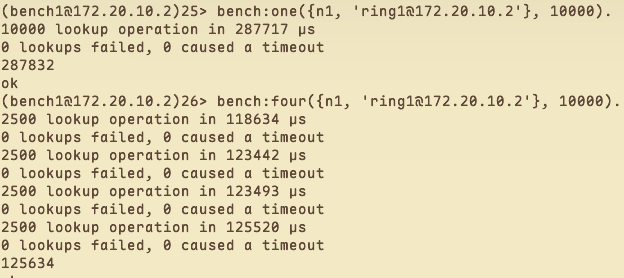 (bench1@172.20.10.2)25> bench:one({n1, 'ring1@172.20.10.2'}, 10000).
10000 lookup operation in 287717 μs
0 lookups failed, 0 caused a timeout
287832
ok
(bench1@172.20.10.2)26> bench:four({n1, 'ring1@172.20.10.2'}, 10000).
2500 lookup operation in 118634 μs
0 lookups failed, 0 caused a timeout
2500 lookup operation in 123442 μs
0 lookups failed, 0 caused a timeout
2500 lookup operation in 123493 μs
0 lookups failed, 0 caused a timeout
2500 lookup operation in 125520 μs
0 lookups failed, 0 caused a timeout
125634